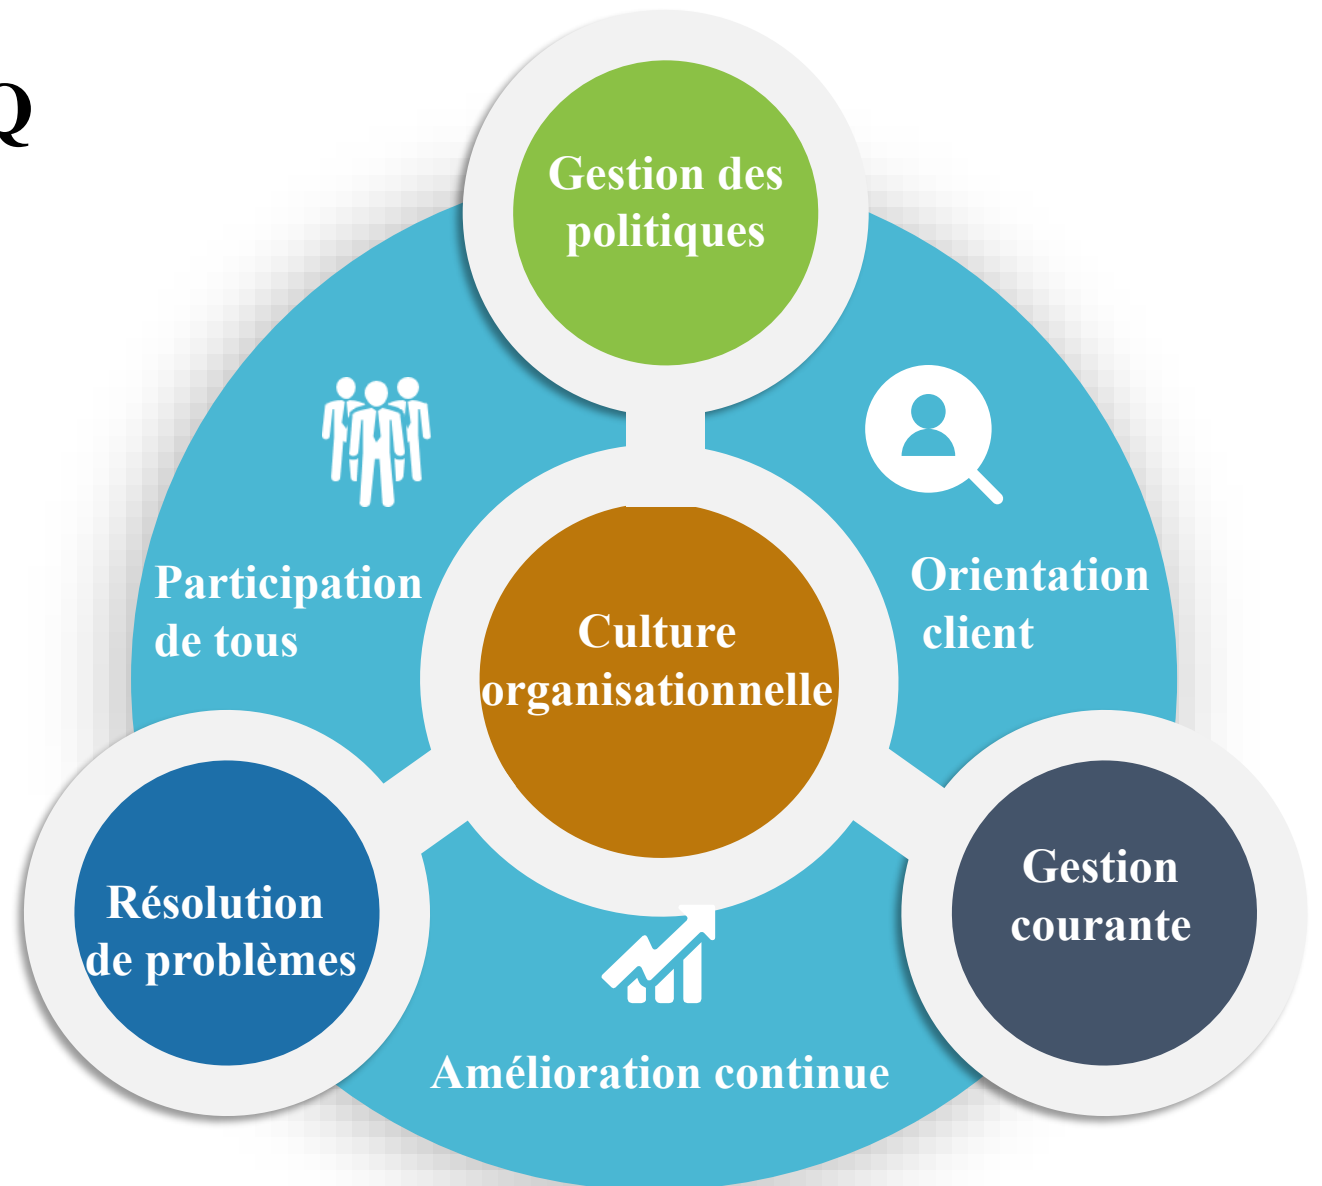 Q
Gestion des
politiques
Participation
de tous
Orientation
client
Culture
organisationnelle
Résolution
de problèmes
Gestion
courante
Amélioration continue